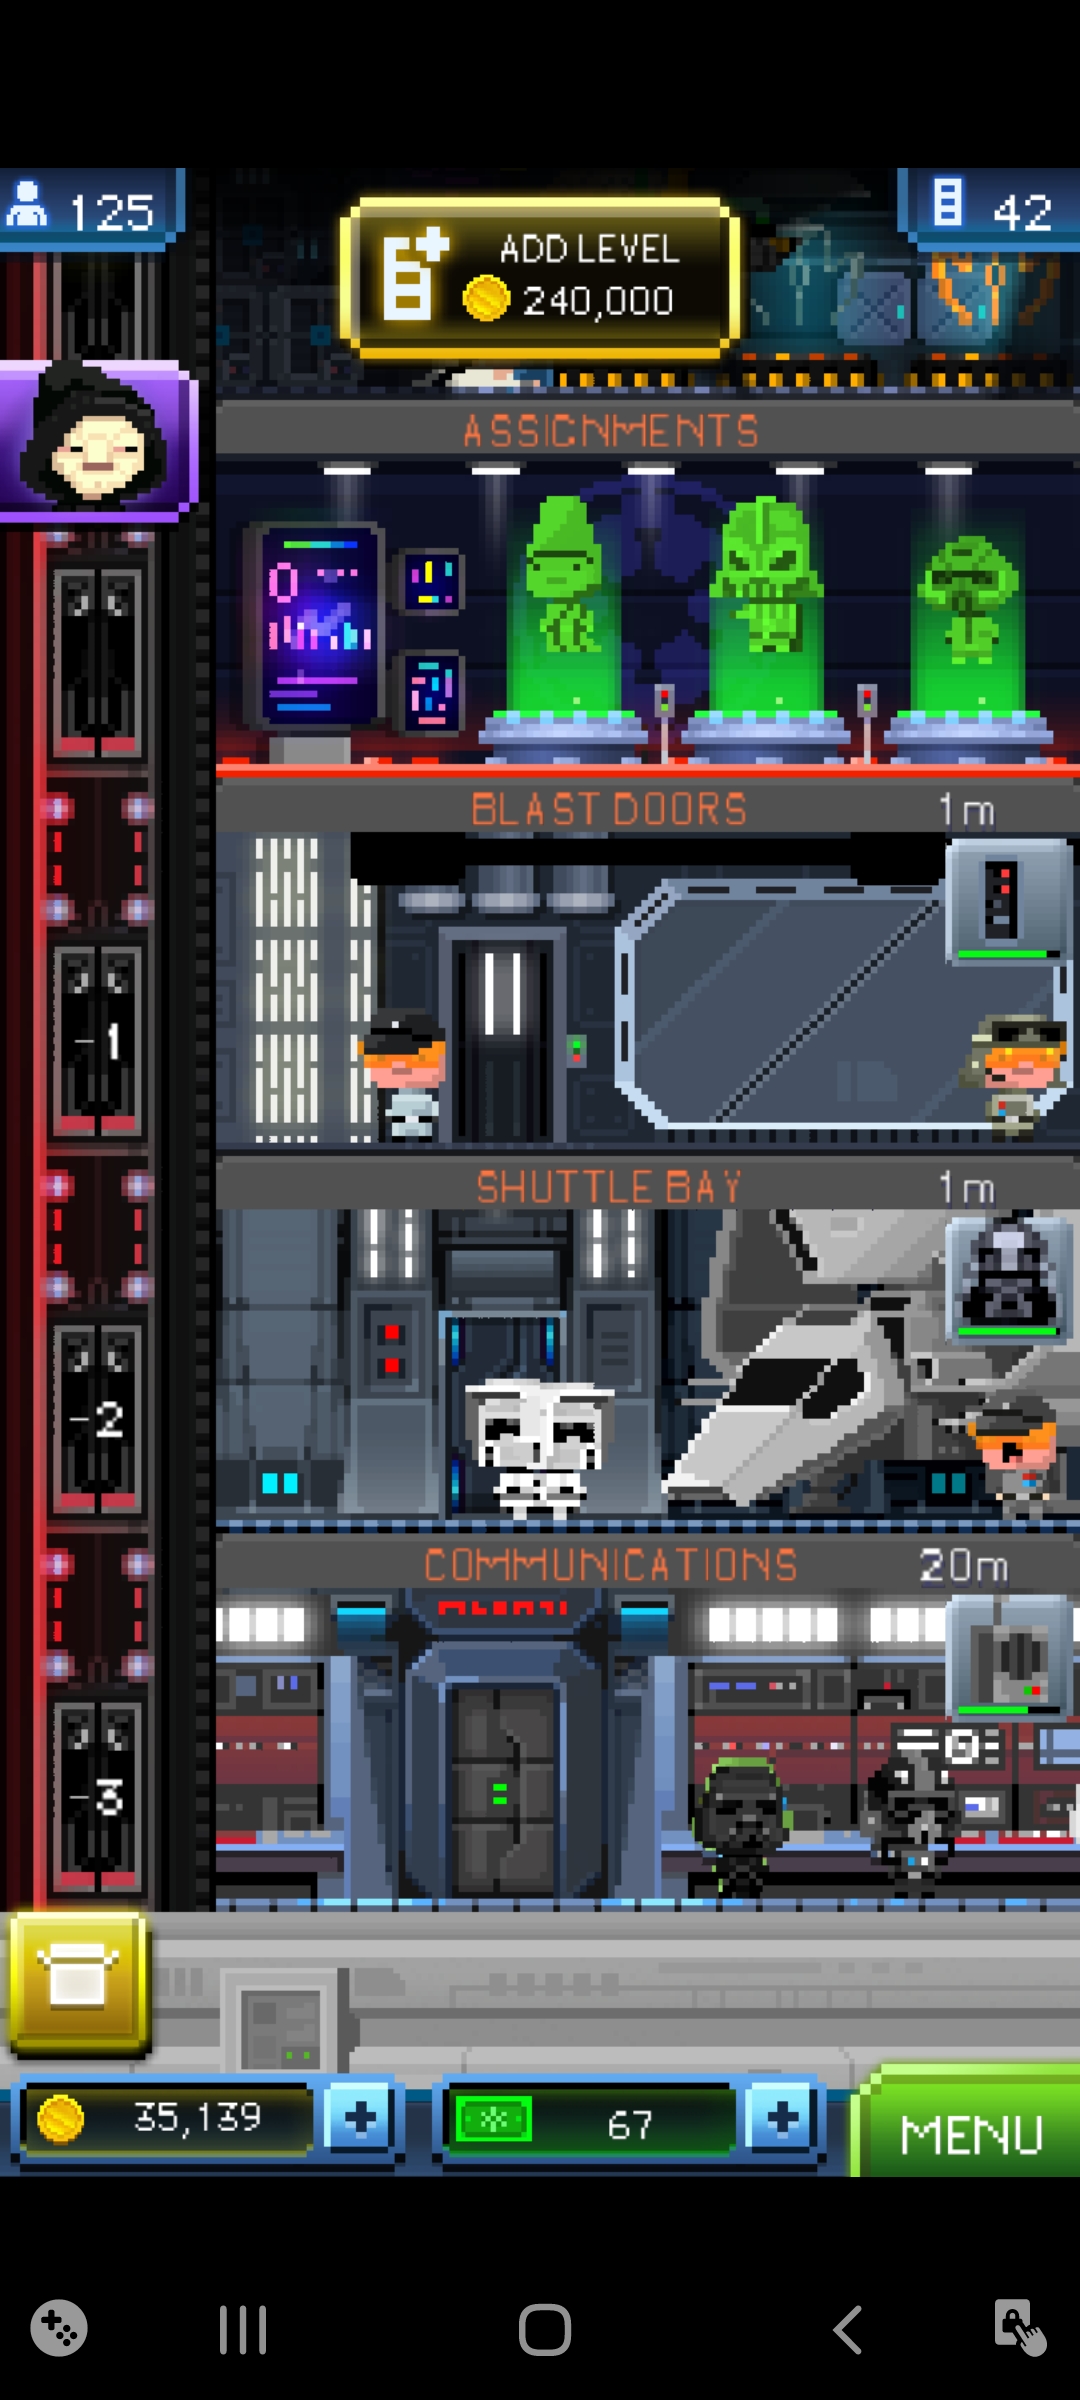 125
42
ADD LEVEL
240,000
ASSIGNMENTS
BLAST DOORS 1m
-1
SHUTTLE BAY 1m
-2
COMMUNICATIONS 20m
-3
35,139
67
MENU